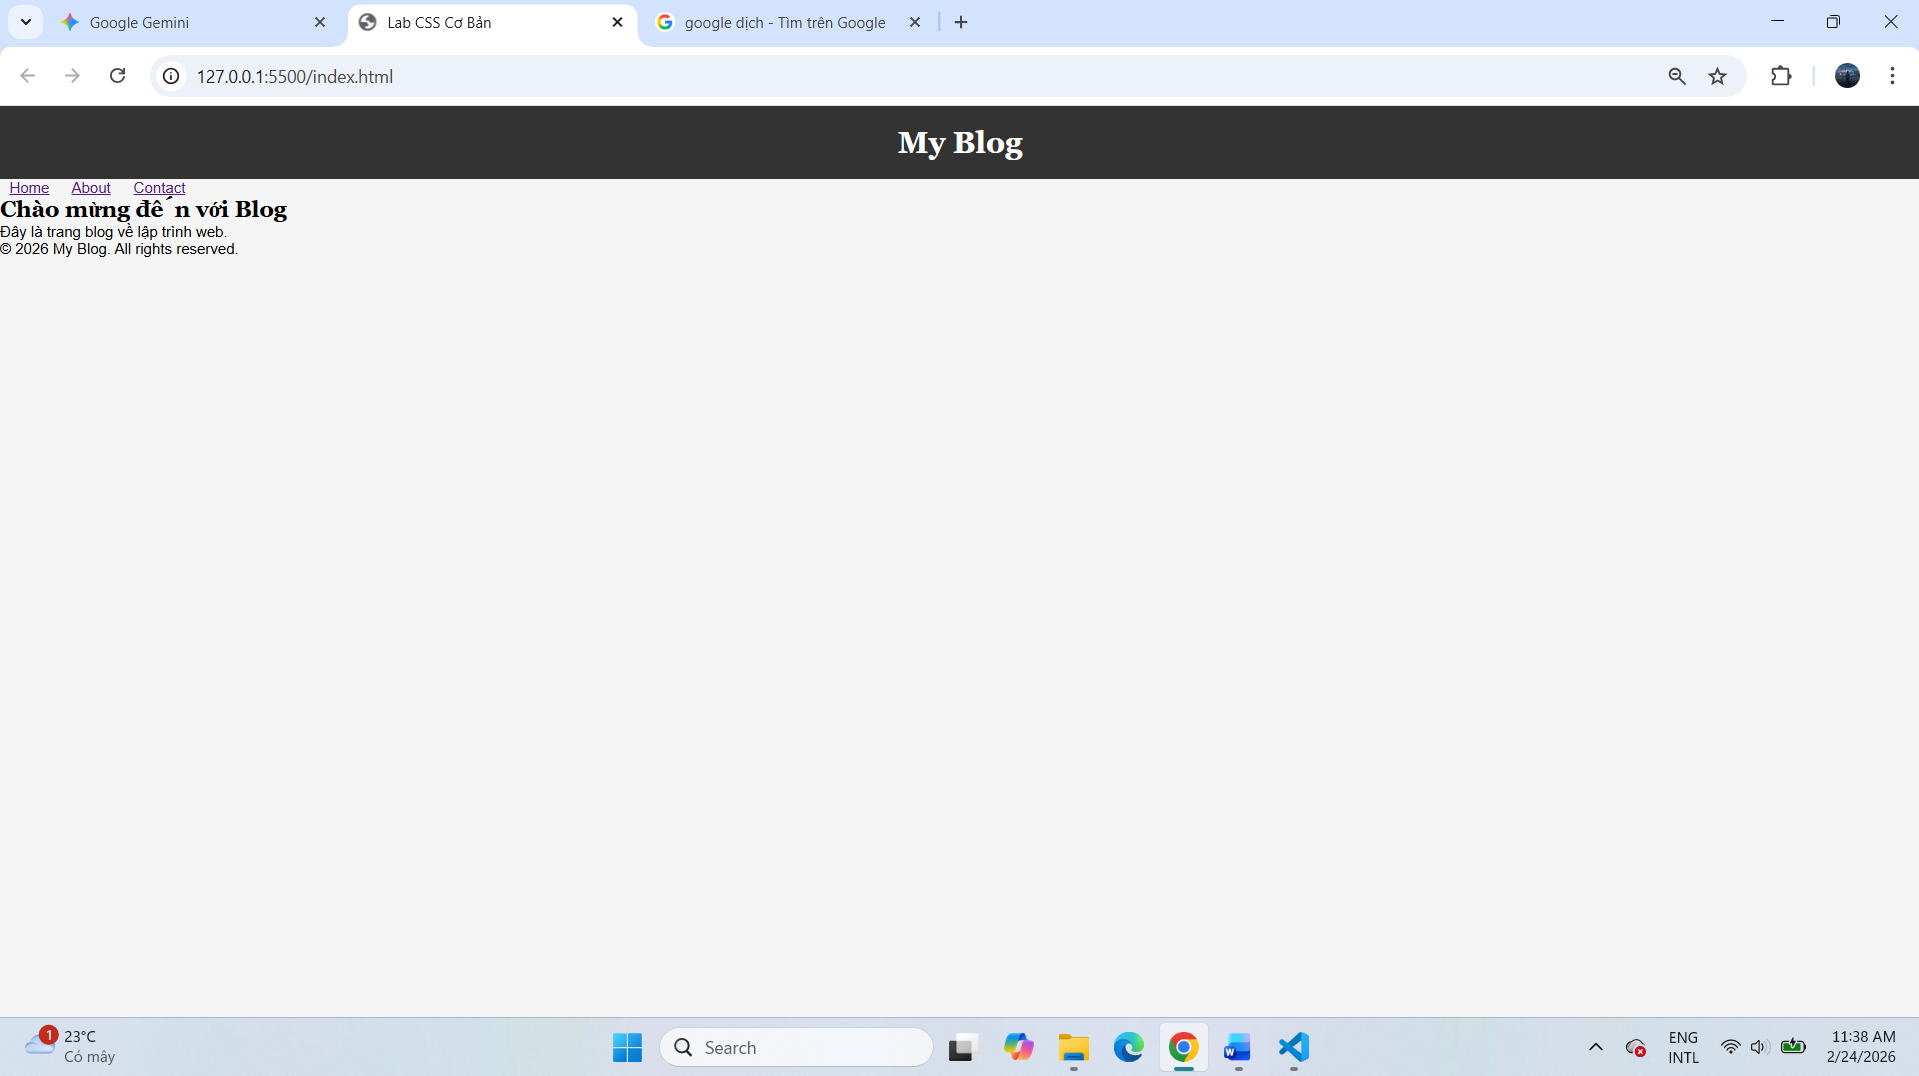 Google Gemini
Lab CSS Cơ Bản
google dịch - Tìm trên Google
127.0.0.1:5500/index.html
My Blog
Home About Contact
Chào mừng đến với Blog
Đây là trang blog về lập trình web.
© 2026 My Blog. All rights reserved.
1
23°C
Có mây
Search
ENG
INTL
11:38 AM
2/24/2026